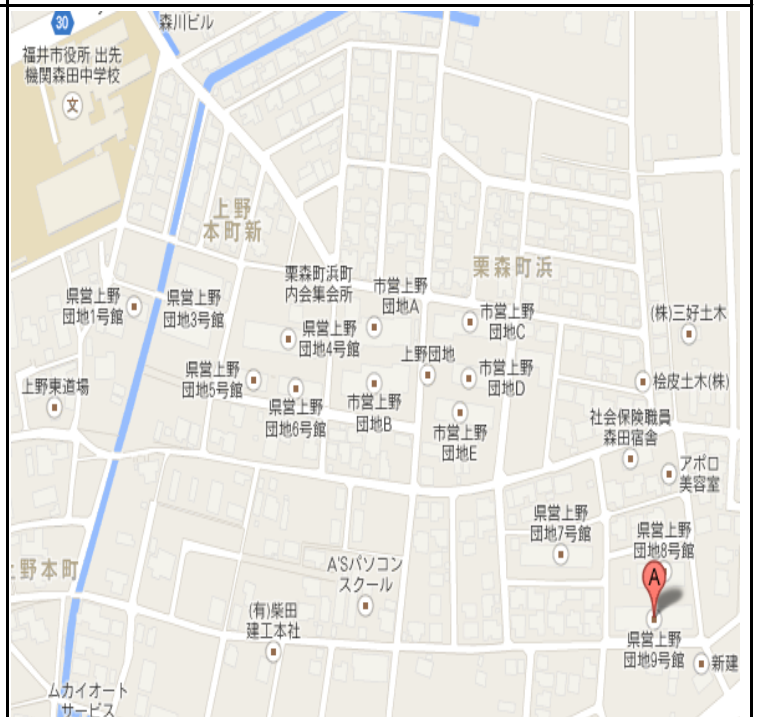 30
森川ビル
福井市役所 出先
機関森田中学校
文
上野
本町新
栗森町浜
栗森町浜町
内会集会所
市営上野
団地A
県営上野
団地1号館
県営上野
団地3号館
県営上野
団地4号館
市営上野
団地C
(株)三好土木
上野団地
県営上野
団地5号館
市営上野
団地D
桧皮土木(株)
上野東道場
県営上野
団地6号館
市営上野
団地B
市営上野
団地E
社会保険職員
森田宿舎
アポロ
美容室
県営上野
団地7号館
県営上野
団地8号館
野本町
A'Sパソコン
スクール
A
(有)柴田
建工本社
県営上野
団地9号館
新建
ムカイオート
サービス